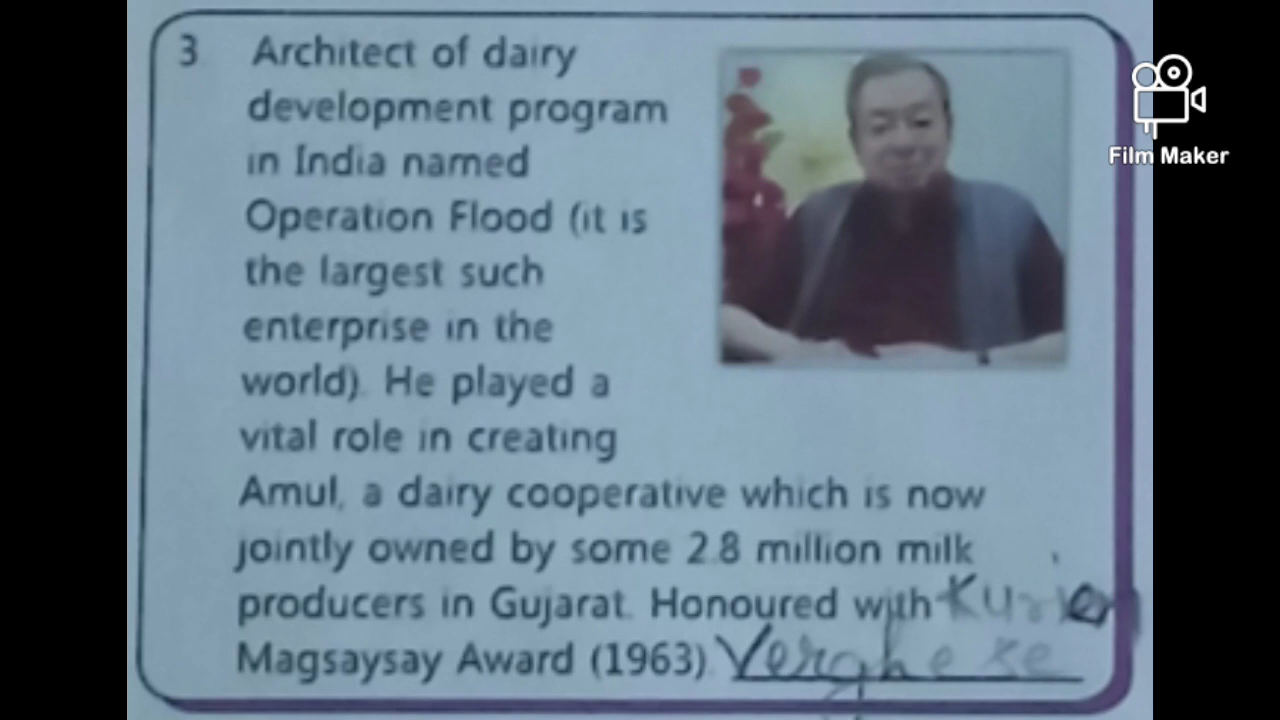 3 Architect of dairy
development program
in India named
Operation Flood (it is
the largest such
enterprise in the
world). He played a
vital role in creating
Amul, a dairy cooperative which is now
jointly owned by some 2.8 million milk
producers in Gujarat. Honoured with Kurien
Magsaysay Award (1963). Verghese
Film Maker